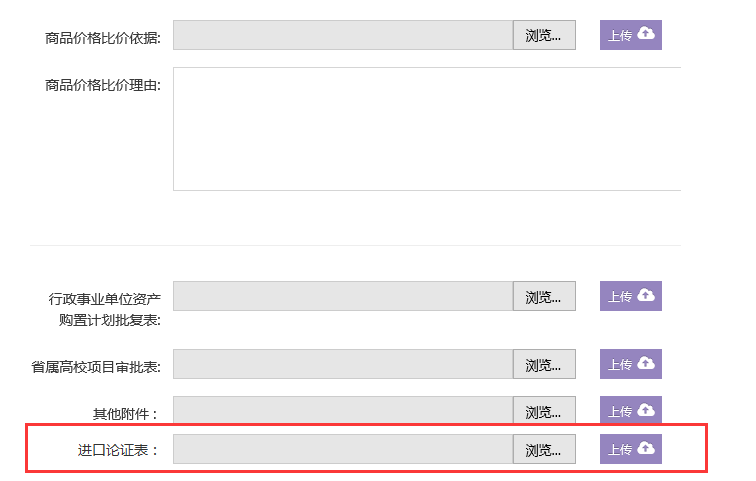 商品价格比价依据: 浏览... 上传
商品价格比价理由:
行政事业单位资产 浏览... 上传
购置计划批复表:
省属高校项目审批表: 浏览... 上传
其他附件： 浏览... 上传
进口论证表： 浏览... 上传